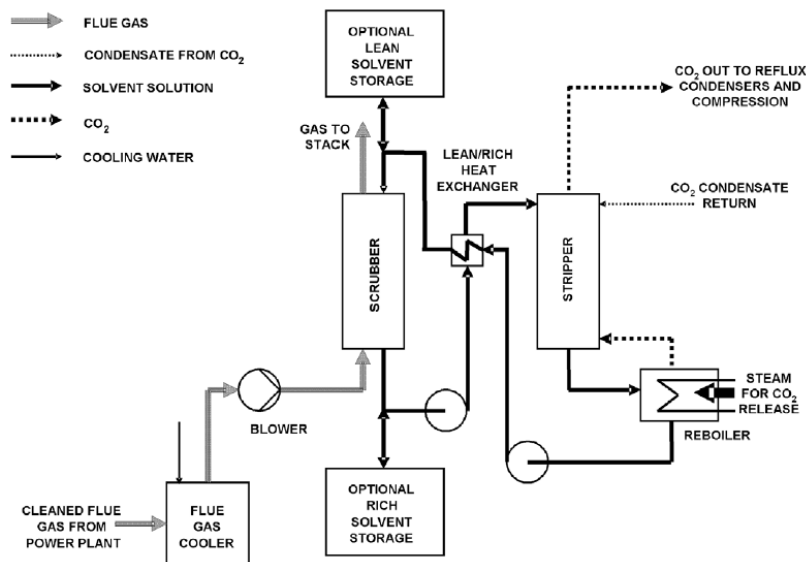 FLUE GAS
CONDENSATE FROM CO₂
SOLVENT SOLUTION
CO₂
COOLING WATER
OPTIONAL
LEAN
SOLVENT
STORAGE
GAS TO
STACK
LEAN/RICH
HEAT
EXCHANGER
CO₂ OUT TO REFLUX
CONDENSERS AND
COMPRESSION
CO₂ CONDENSATE
RETURN
SCRUBBER
STRIPPER
BLOWER
STEAM
FOR CO₂
RELEASE
REBOILER
CLEANED FLUE
GAS FROM
POWER PLANT
FLUE
GAS
COOLER
OPTIONAL
RICH
SOLVENT
STORAGE